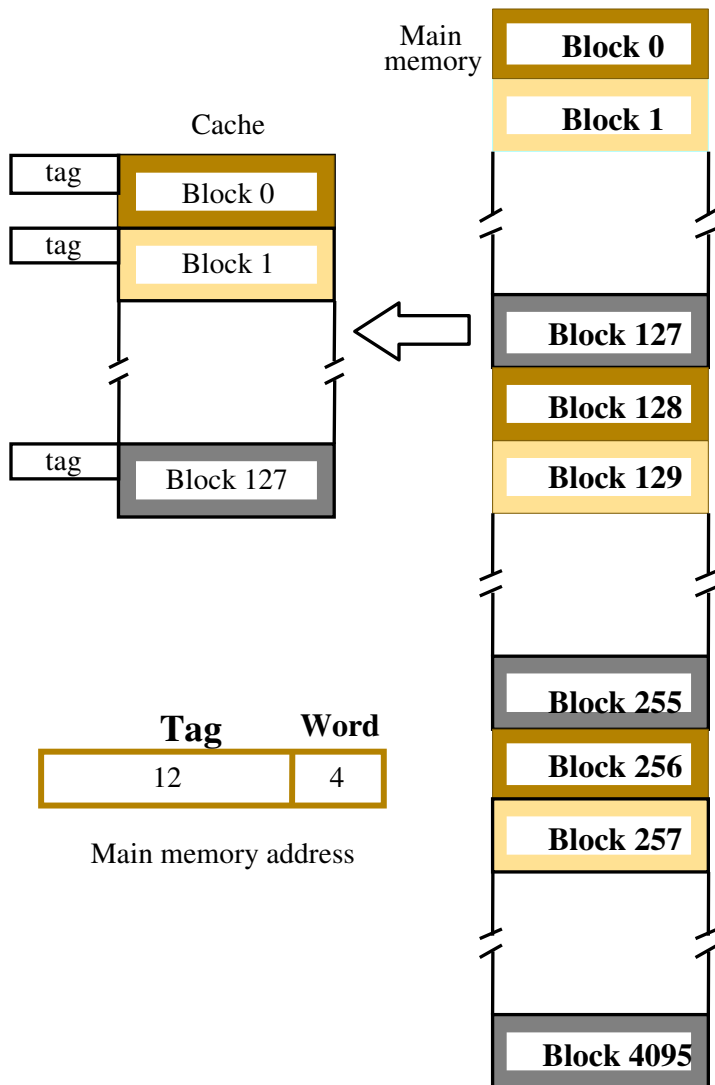 Main
memory
Block 0
Block 1
Cache
tag
Block 0
tag
Block 1
tag
Block 127
Block 127
Block 128
Block 129
Block 255
Block 256
Block 257
Block 4095
Tag
Word
12
4
Main memory address